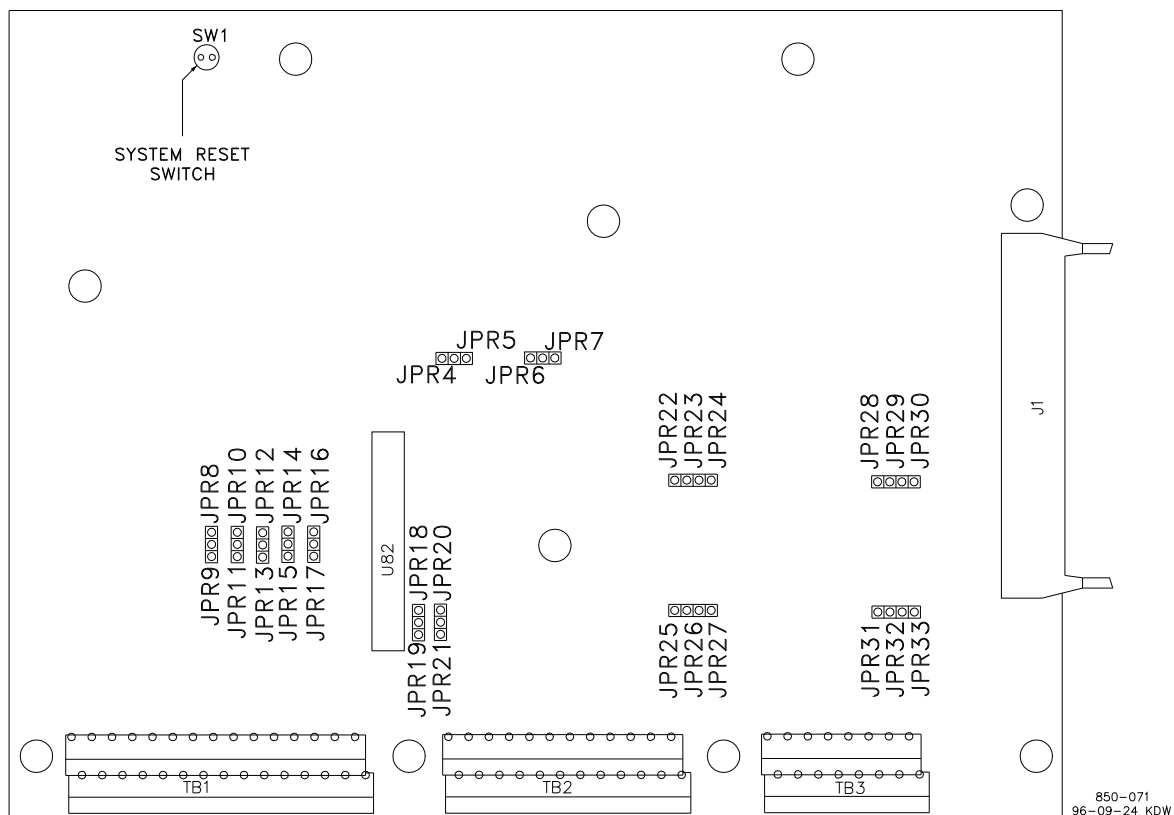 SW1
SYSTEM RESET
SWITCH
JPR5
JPR7
JPR4
JPR6
JPR22
JPR23
JPR24
JPR28
JPR29
JPR30
J1
JPR8
JPR10
JPR12
JPR14
JPR16
JPR9
JPR11
JPR13
JPR15
JPR17
U82
JPR18
JPR20
JPR19
JPR21
JPR25
JPR26
JPR27
JPR31
JPR32
JPR33
TB1
TB2
TB3
850-071
96-09-24 KDW